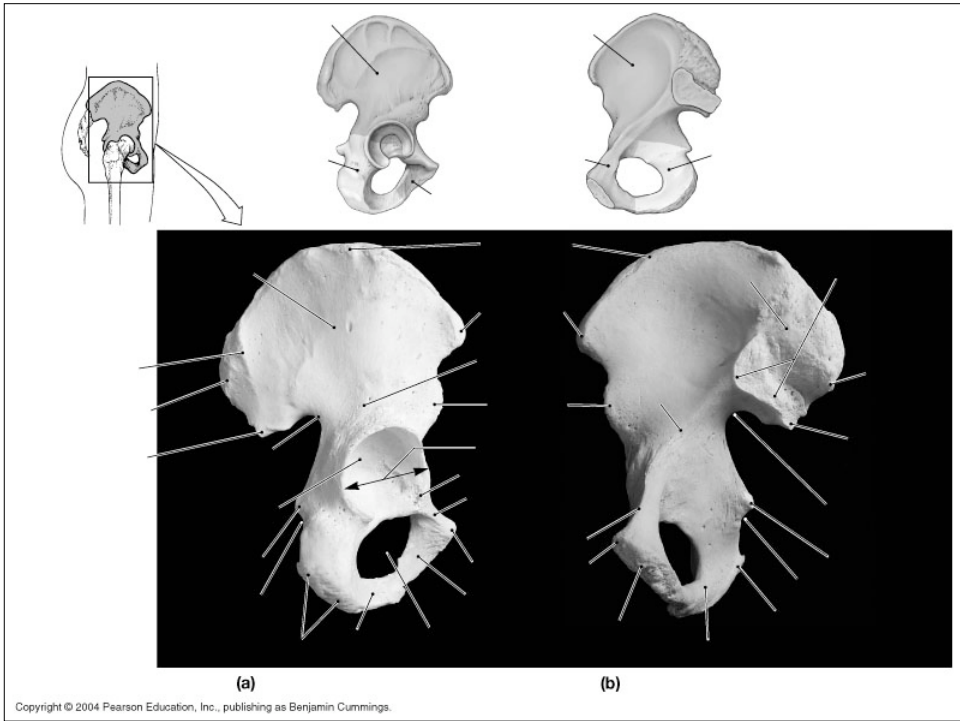 (a)
(b)
Copyright © 2004 Pearson Education, Inc., publishing as Benjamin Cummings.